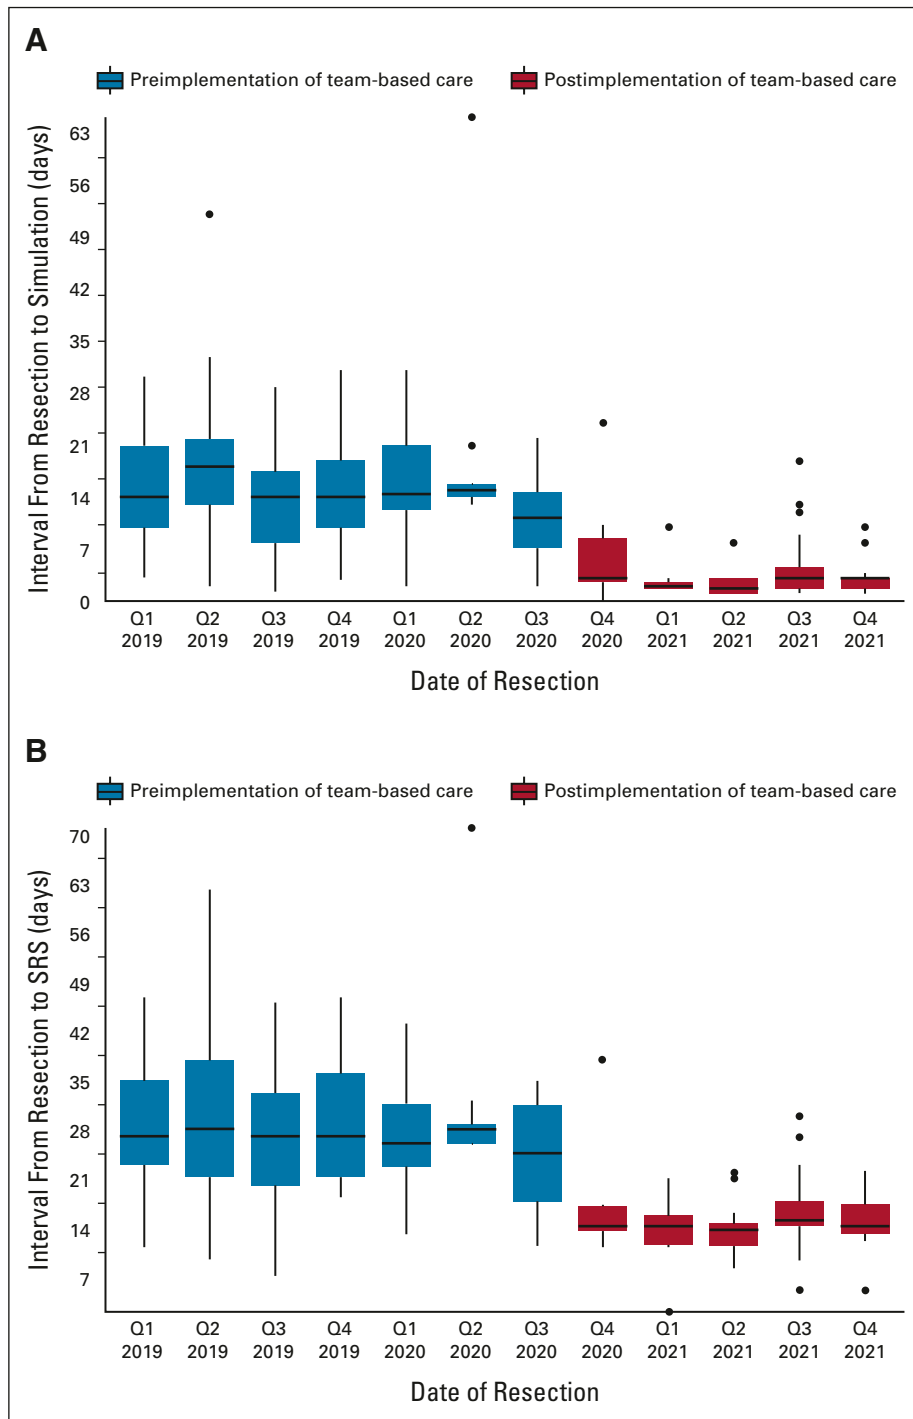 A
Preimplementation of team-based care
Postimplementation of team-based care
Interval From Resection to Simulation (days)
63
56
49
42
35
28
21
14
7
0
Q1 Q2 Q3 Q4 Q1 Q2 Q3 Q4 Q1 Q2 Q3 Q4
2019 2019 2019 2019 2020 2020 2020 2020 2021 2021 2021 2021
Date of Resection
B
Preimplementation of team-based care
Postimplementation of team-based care
Interval From Resection to SRS (days)
70
63
56
49
42
35
28
21
14
7
Q1 Q2 Q3 Q4 Q1 Q2 Q3 Q4 Q1 Q2 Q3 Q4
2019 2019 2019 2019 2020 2020 2020 2020 2021 2021 2021 2021
Date of Resection